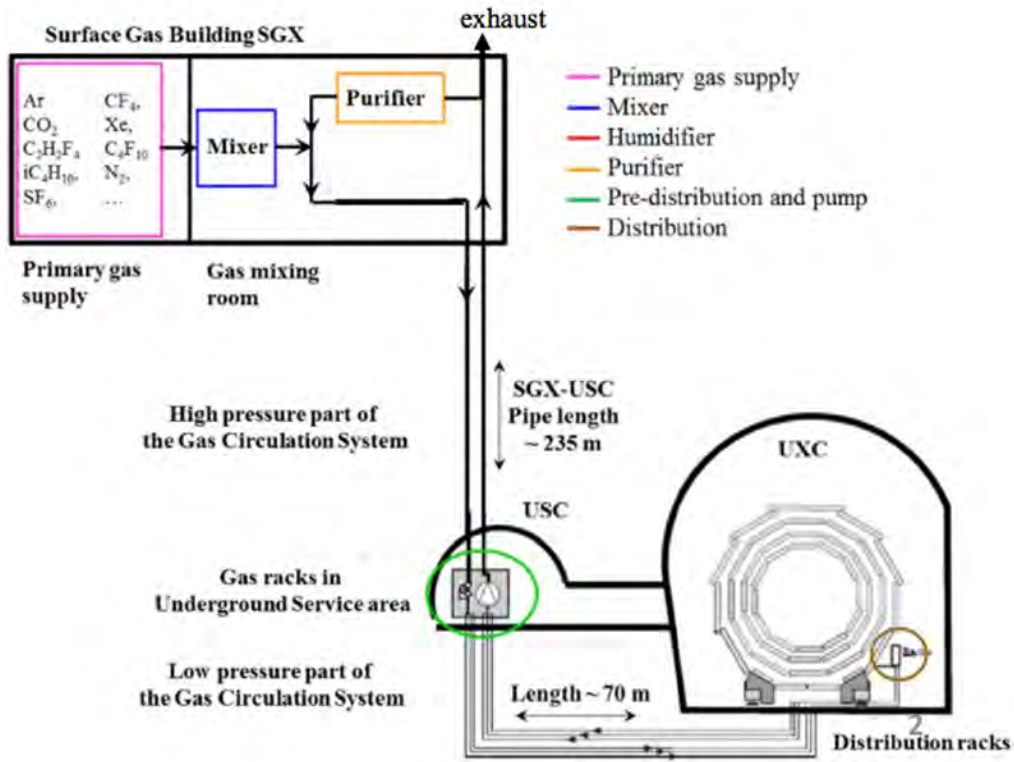 exhaust
Surface Gas Building SGX
Ar CF₄,
CO₂ Xe,
C₂H₂F₄ C₄F₁₀
iC₄H₁₀, N₂,
SF₆, ...
Mixer
Purifier
Primary gas supply
Mixer
Humidifier
Purifier
Pre-distribution and pump
Distribution
Primary gas
supply
Gas mixing
room
High pressure part of
the Gas Circulation System
SGX-USC
Pipe length
~ 235 m
UXC
USC
Gas racks in
Underground Service area
Low pressure part of
the Gas Circulation System
Length ~ 70 m
2
Distribution racks